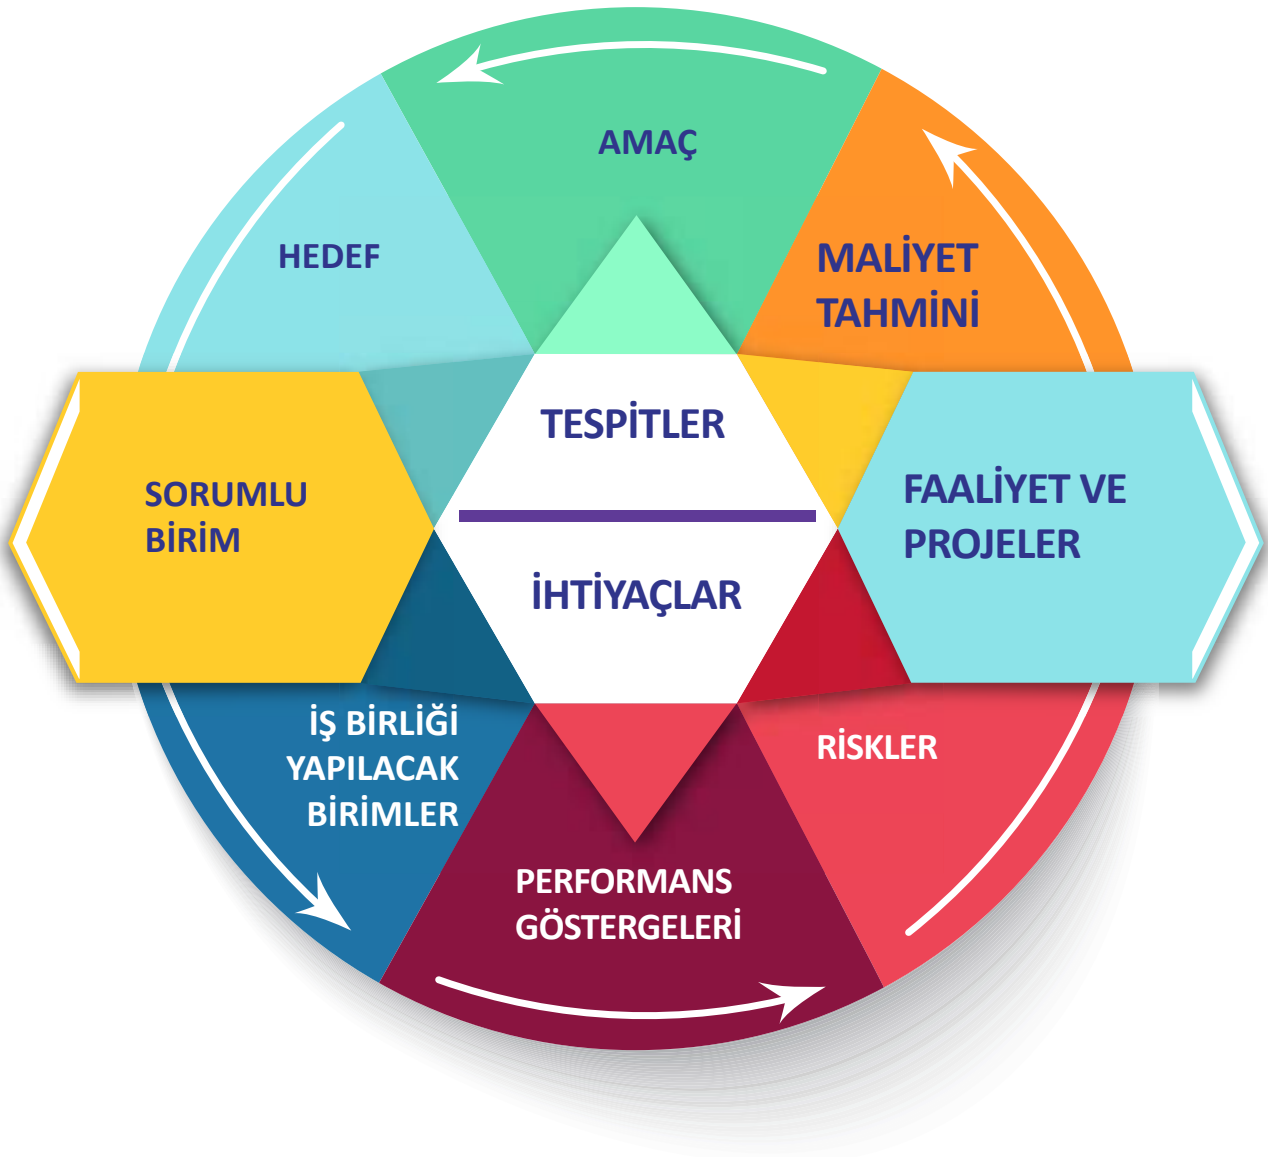 AMAÇ
HEDEF
MALİYET
TAHMİNİ
TESPİTLER
İHTİYAÇLAR
SORUMLU
BİRİM
FAALİYET VE
PROJELER
İŞ BİRLİĞİ
YAPILACAK
BİRİMLER
RİSKLER
PERFORMANS
GÖSTERGELERİ